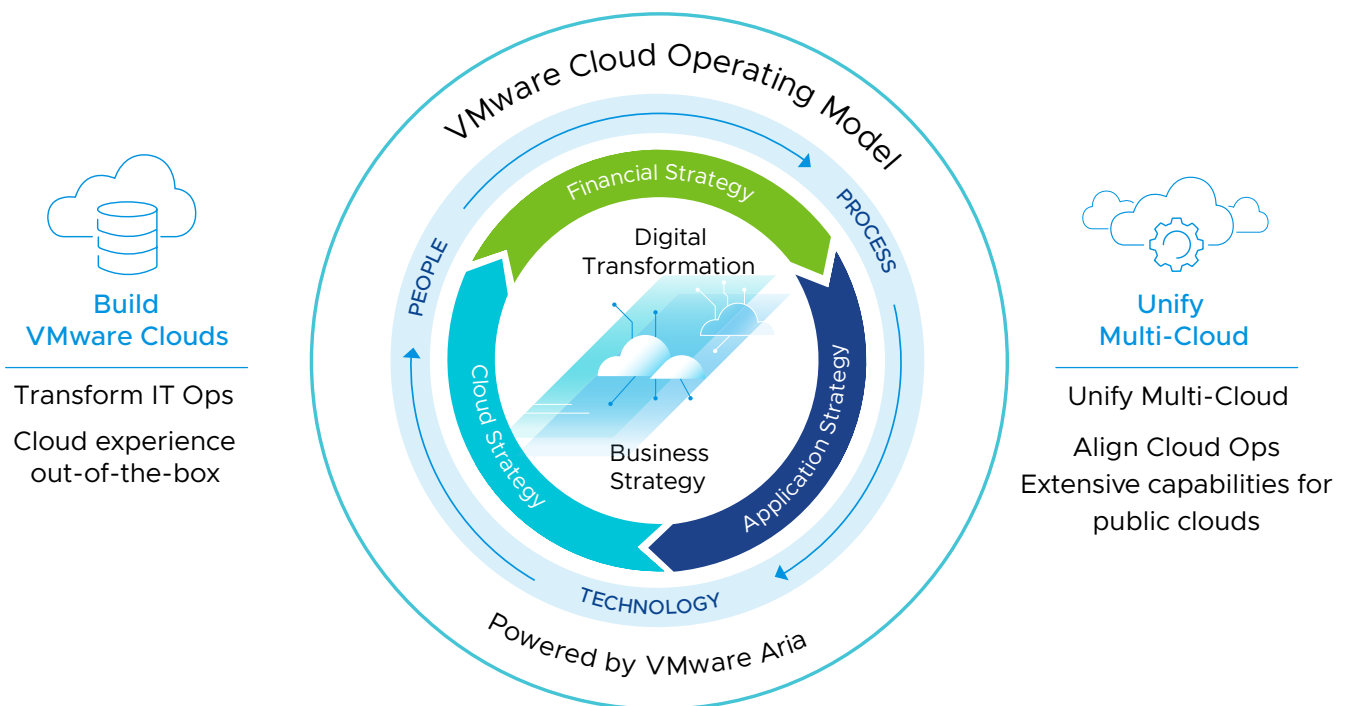 Build
VMware Clouds
Transform IT Ops
Cloud experience
out-of-the-box
VMware Cloud Operating Model
PEOPLE
PROCESS
TECHNOLOGY
Financial Strategy
Application Strategy
Cloud Strategy
Digital
Transformation
Business
Strategy
Powered by VMware Aria
Unify
Multi-Cloud
Unify Multi-Cloud
Align Cloud Ops
Extensive capabilities for
public clouds